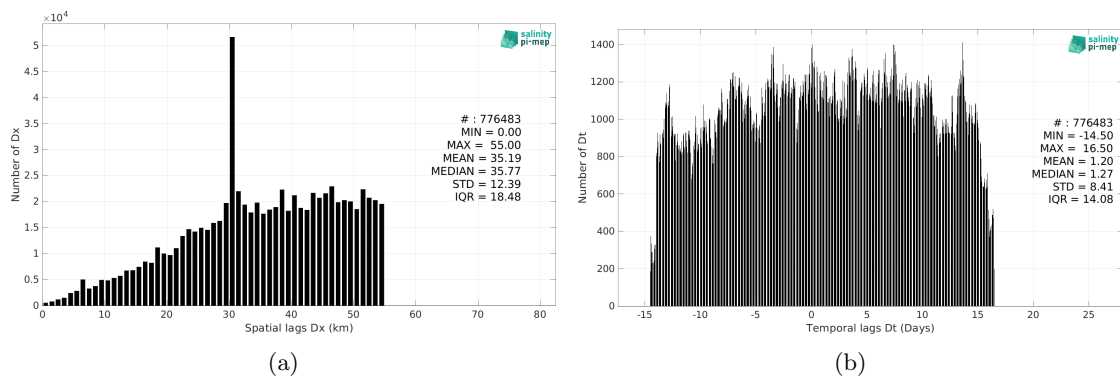 ×10⁴
5
4.5
4
3.5
3
2.5
2
1.5
1
0.5
0
0
10
20
30
40
50
60
70
80
Number of Dx
Spatial lags Dx (km)
salinity
pi-mep
# : 776483
MIN = 0.00
MAX = 55.00
MEAN = 35.19
MEDIAN = 35.77
STD = 12.39
IQR = 18.48
(a)
1400
1200
1000
800
600
400
200
0
-15
-10
-5
0
5
10
15
20
25
Number of Dt
Temporal lags Dt (Days)
salinity
pi-mep
# : 776483
MIN = -14.50
MAX = 16.50
MEAN = 1.20
MEDIAN = 1.27
STD = 8.41
IQR = 14.08
(b)